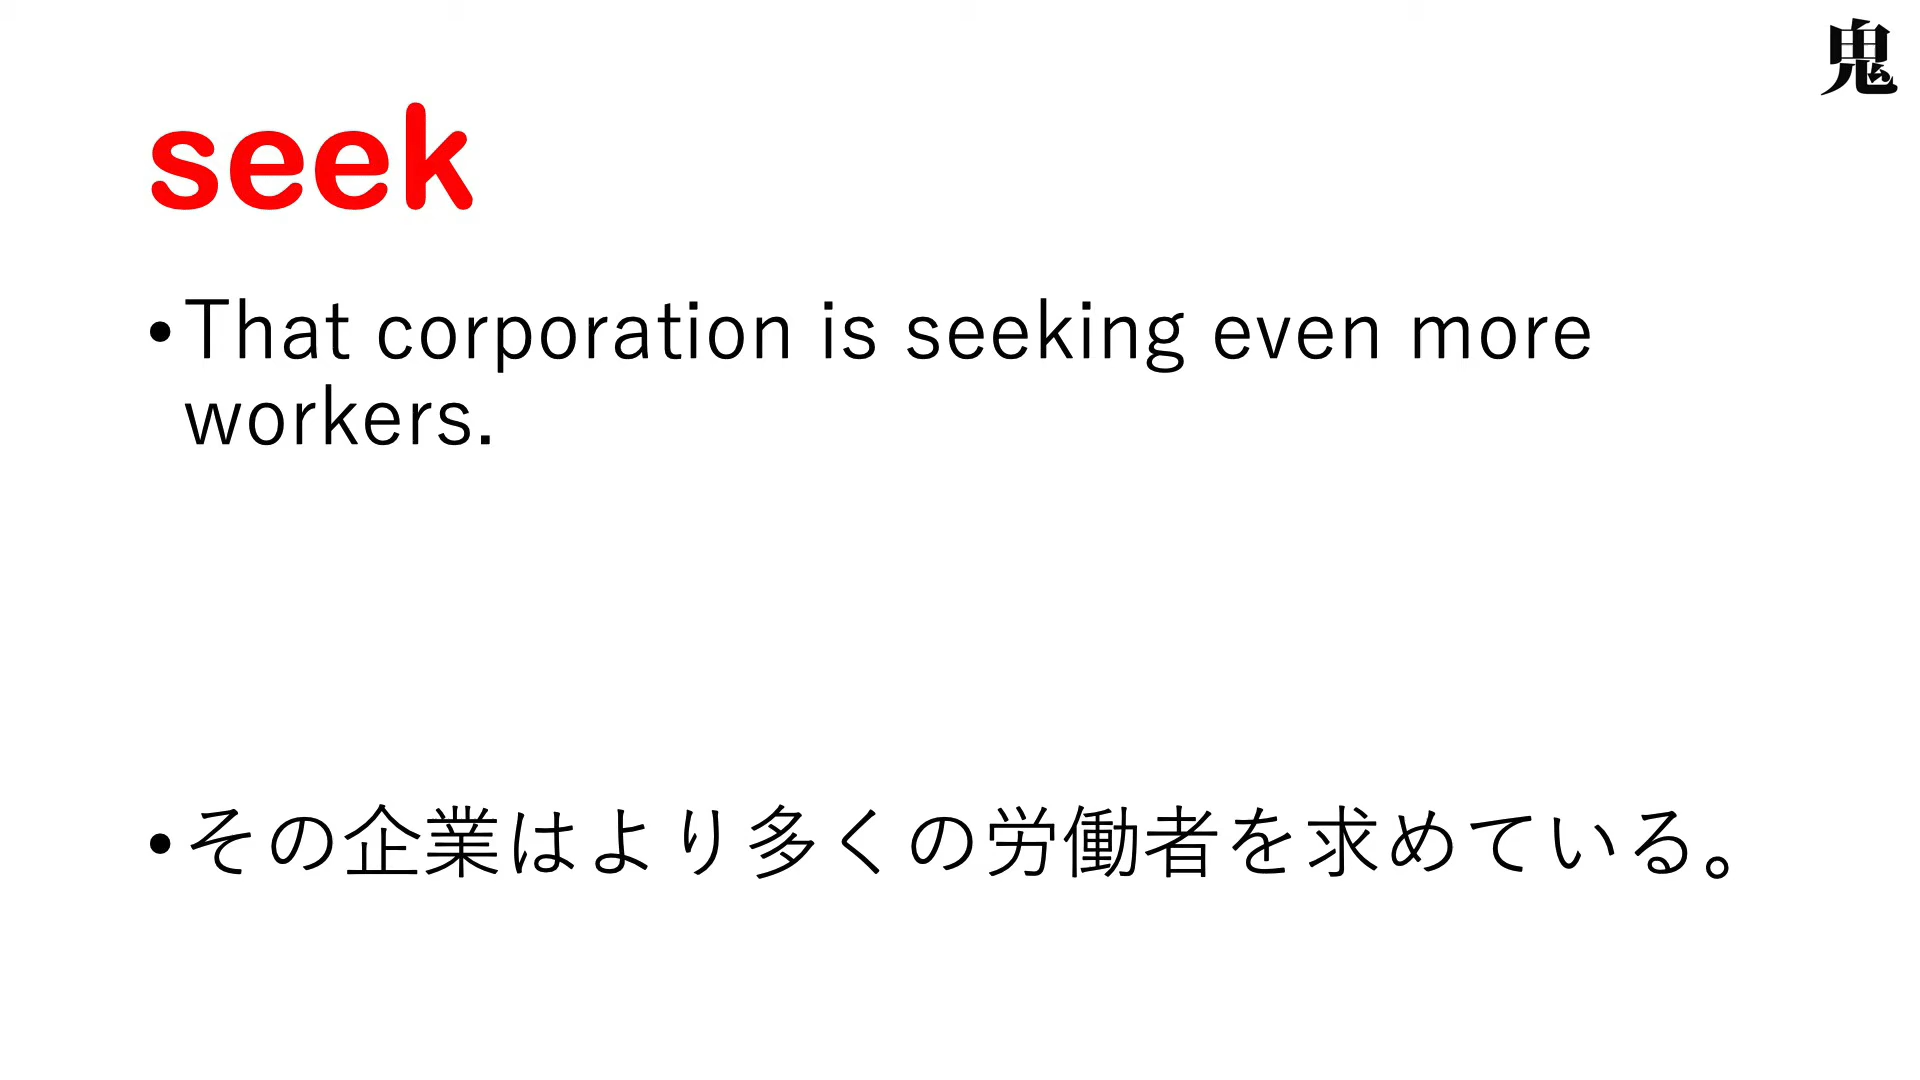 鬼
seek
•That corporation is seeking even more
workers.
•その企業はより多くの労働者を求めている。